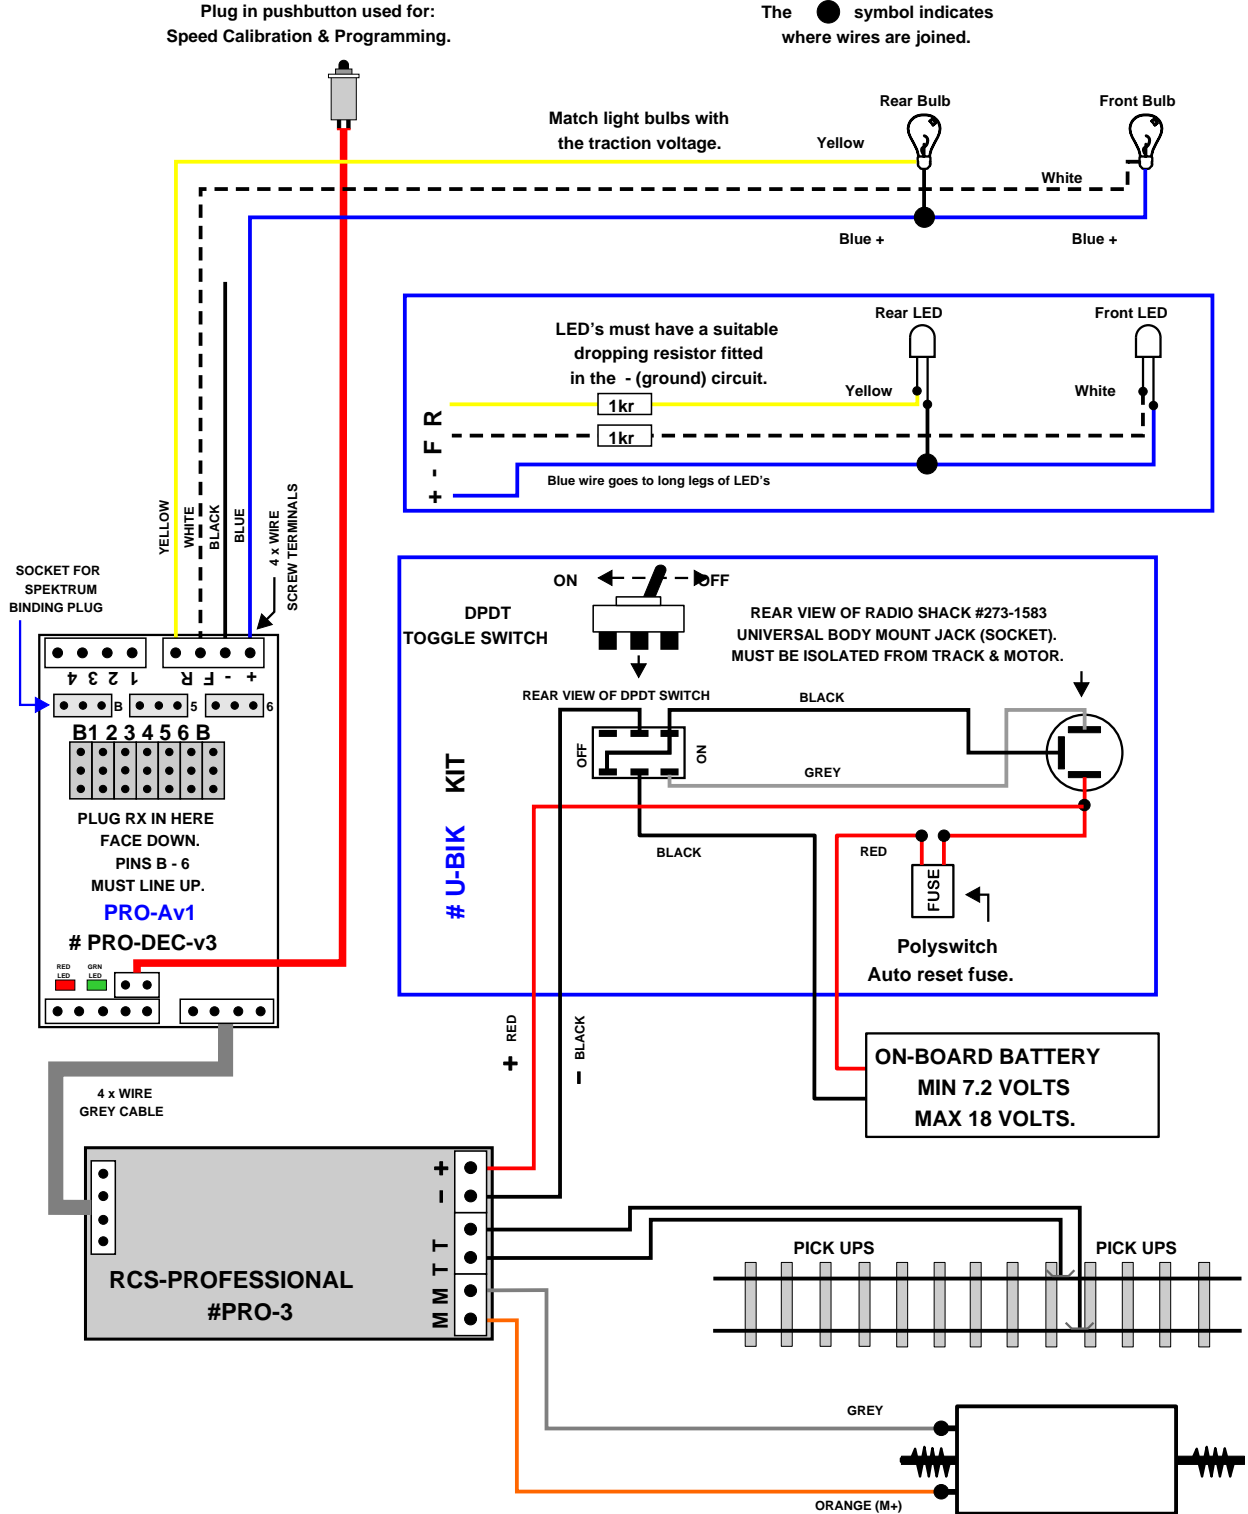 Plug in pushbutton used for:
Speed Calibration & Programming.
The ● symbol indicates
where wires are joined.
Rear Bulb
Front Bulb
Match light bulbs with
the traction voltage.
Yellow
White
Blue +
Blue +
LED's must have a suitable
dropping resistor fitted
in the - (ground) circuit.
Rear LED
Front LED
Yellow
White
1kr
1kr
+ - F R
Blue wire goes to long legs of LED's
YELLOW
WHITE
BLACK
BLUE
4 x WIRE
SCREW TERMINALS
SOCKET FOR
SPEKTRUM
BINDING PLUG
4 3 2 1
R F - +
B
5
6
B1 2 3 4 5 6 B
PLUG RX IN HERE
FACE DOWN.
PINS B - 6
MUST LINE UP.
PRO-Av1
# PRO-DEC-v3
RED
LED
GRN
LED
4 x WIRE
GREY CABLE
ON
OFF
DPDT
TOGGLE SWITCH
REAR VIEW OF RADIO SHACK #273-1583
UNIVERSAL BODY MOUNT JACK (SOCKET).
MUST BE ISOLATED FROM TRACK & MOTOR.
REAR VIEW OF DPDT SWITCH
BLACK
OFF
ON
GREY
# U-BIK KIT
BLACK
RED
FUSE
Polyswitch
Auto reset fuse.
+ RED
- BLACK
ON-BOARD BATTERY
MIN 7.2 VOLTS
MAX 18 VOLTS.
RCS-PROFESSIONAL
#PRO-3
M M T T - +
PICK UPS
PICK UPS
GREY
ORANGE (M+)